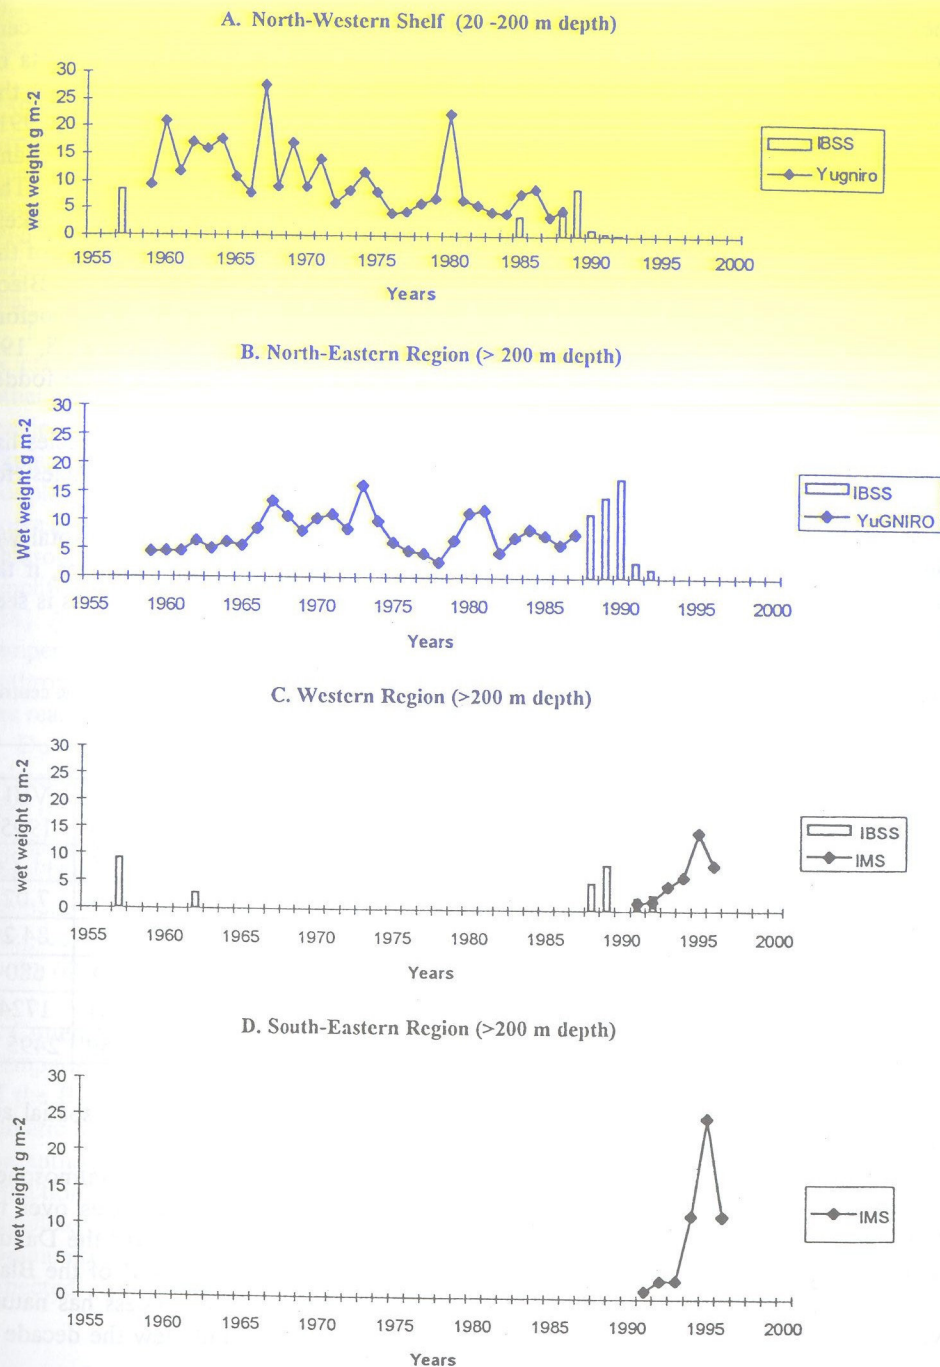 A. North-Western Shelf (20 -200 m depth)
wet weight g m-2
30
25
20
15
10
5
0
1955 1960 1965 1970 1975 1980 1985 1990 1995 2000
Years
IBSS
Yugniro
B. North-Eastern Region (> 200 m depth)
Wet weight g m-2
30
25
20
15
10
5
0
1955 1960 1965 1970 1975 1980 1985 1990 1995 2000
Years
IBSS
YuGNIRO
C. Western Region (>200 m depth)
wet weight g m-2
30
25
20
15
10
5
0
1955 1960 1965 1970 1975 1980 1985 1990 1995 2000
Years
IBSS
IMS
D. South-Eastern Region (>200 m depth)
wet weight g m-2
30
25
20
15
10
5
0
1955 1960 1965 1970 1975 1980 1985 1990 1995 2000
Years
IMS